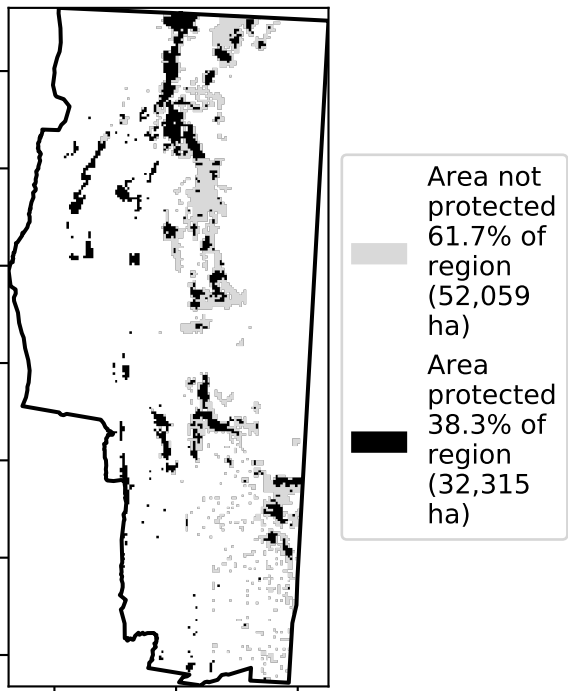 Area not
protected
61.7% of
region
(52,059
ha)
Area
protected
38.3% of
region
(32,315
ha)